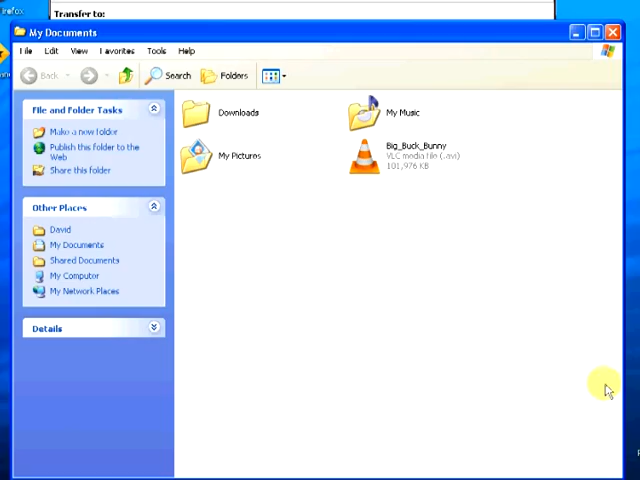 irefox
Transfer to:
My Documents
File Edit View Favorites Tools Help
Back Search Folders
File and Folder Tasks
Make a new folder
Publish this folder to the
Web
Share this folder
Other Places
David
My Documents
Shared Documents
My Computer
My Network Places
Details
Downloads
My Music
My Pictures
Big_Buck_Bunny
VLC media file (.avi)
101,976 KB